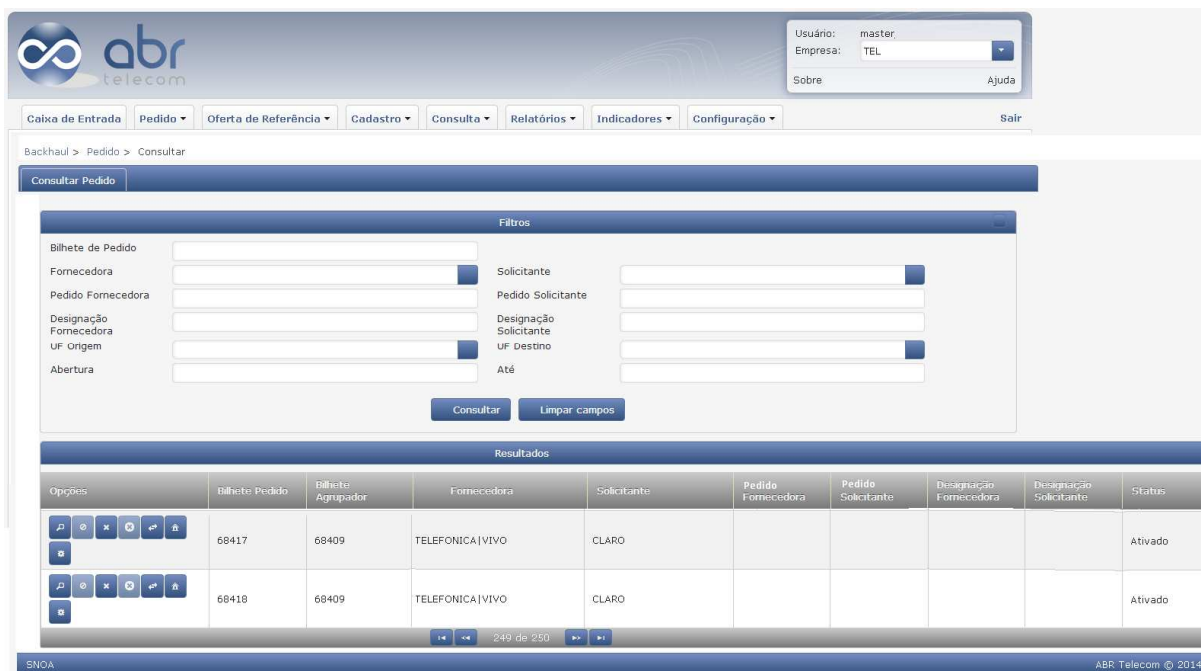 abr
telecom
Usuário: master
Empresa: TEL
Sobre Ajuda
Caixa de Entrada Pedido Oferta de Referência Cadastro Consulta Relatórios Indicadores Configuração Sair
Backhaul > Pedido > Consultar
Consultar Pedido
Filtros
Bilhete de Pedido
Fornecedora Solicitante
Pedido Fornecedora Pedido Solicitante
Designação Fornecedora Designação Solicitante
UF Origem UF Destino
Abertura Até
Consultar Limpar campos
Resultados
Opções Bilhete Pedido Bilhete Agrupador Fornecedora Solicitante Pedido Fornecedora Pedido Solicitante Designação Fornecedora Designação Solicitante Status
68417 68409 TELEFONICA|VIVO CLARO Ativado
68418 68409 TELEFONICA|VIVO CLARO Ativado
249 de 250
SNOA ABR Telecom © 2014